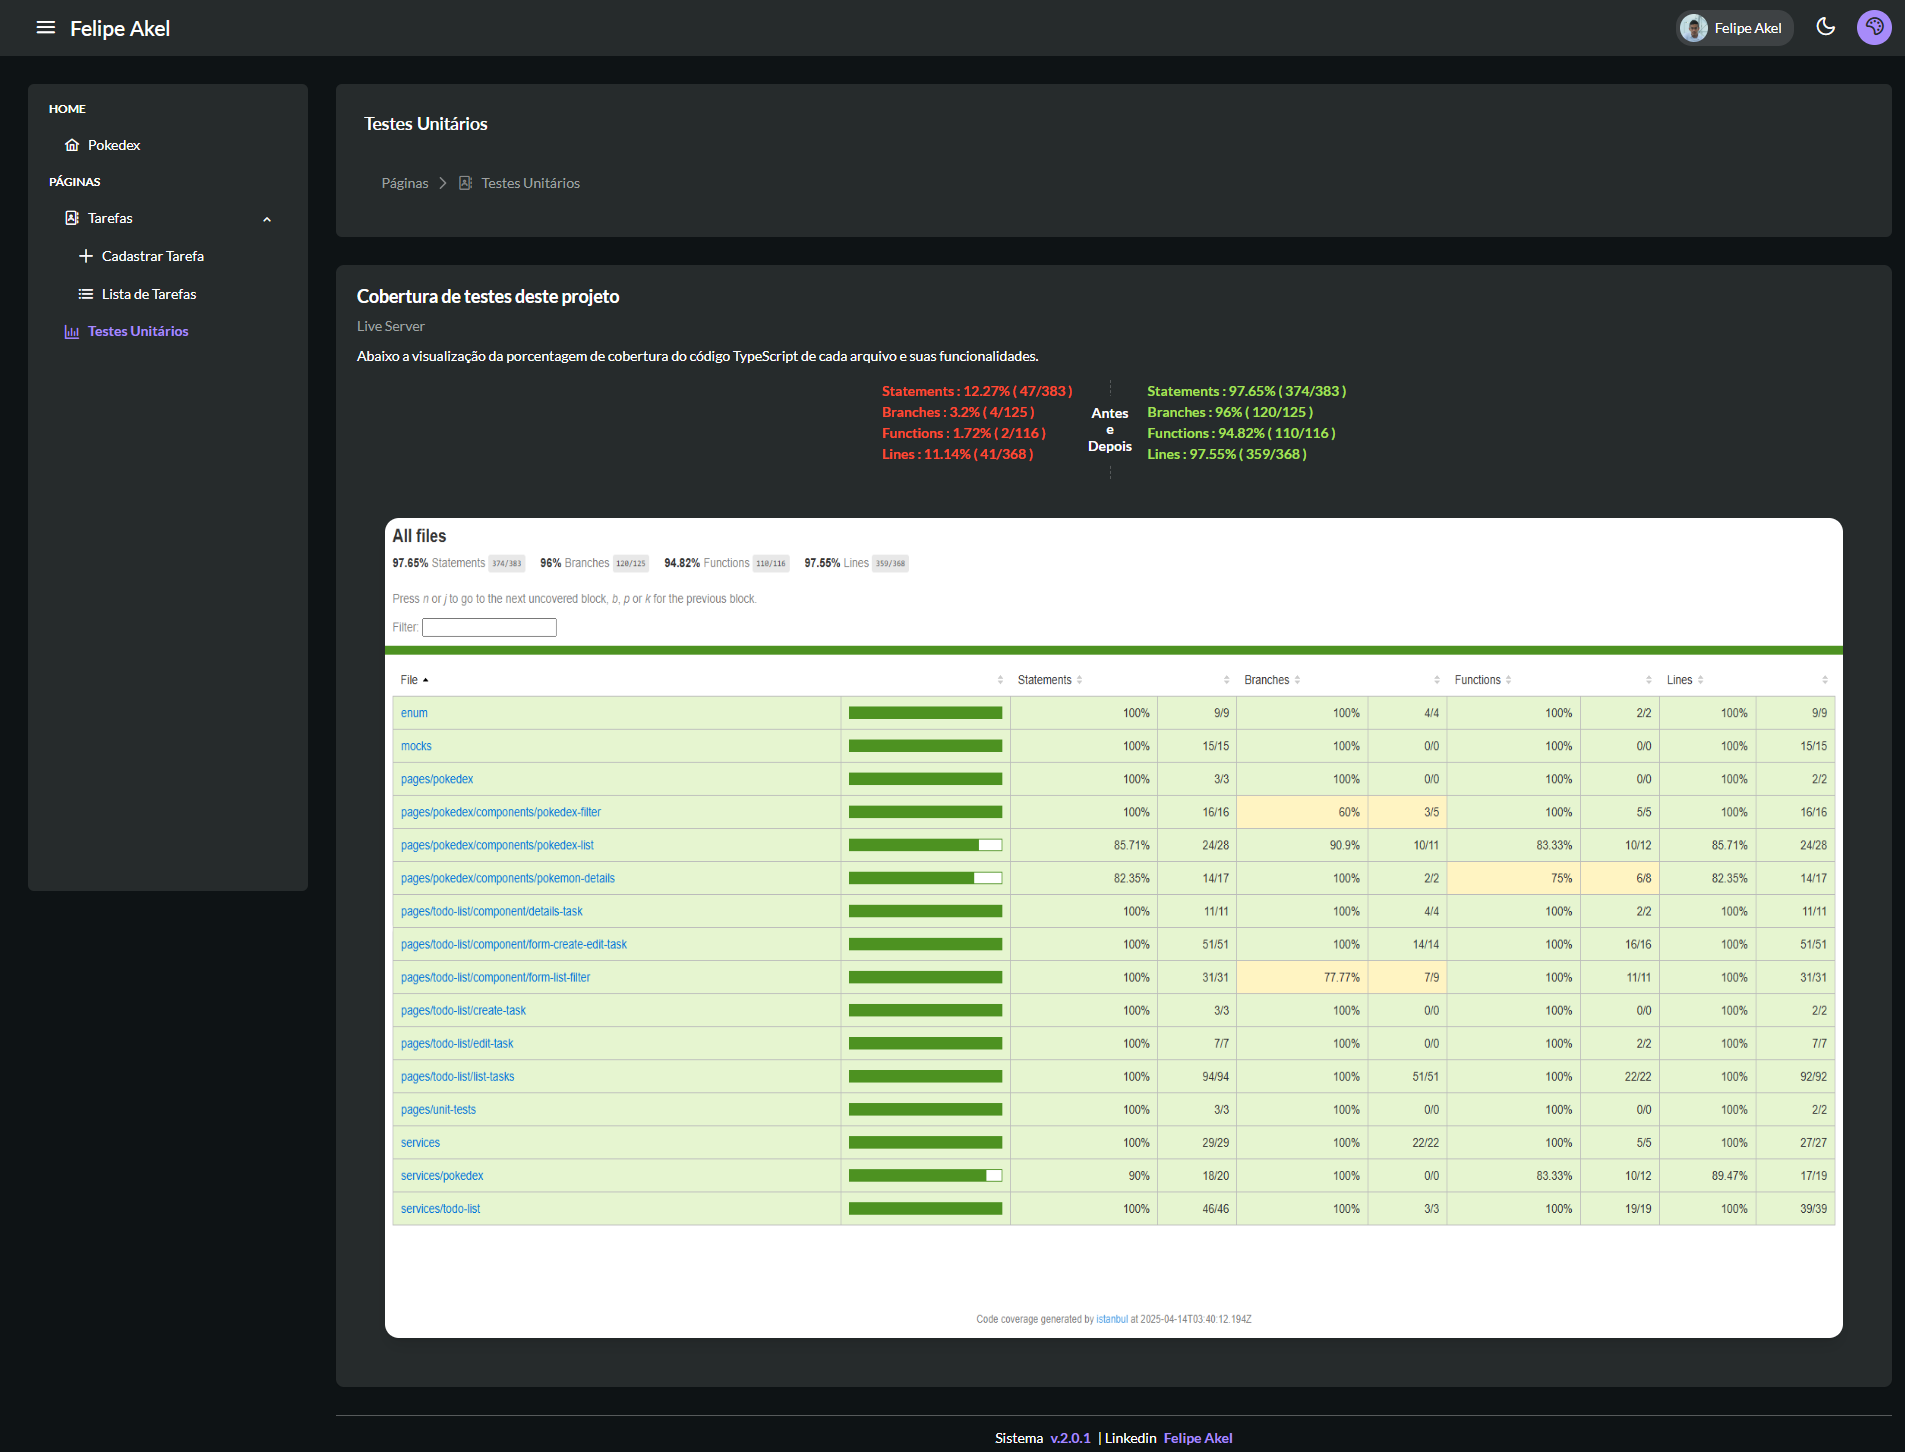 Felipe Akel
Felipe Akel
HOME
Pokedex
PÁGINAS
Tarefas
Cadastrar Tarefa
Lista de Tarefas
Testes Unitários
Testes Unitários
Páginas > Testes Unitários
Cobertura de testes deste projeto
Live Server
Abaixo a visualização da porcentagem de cobertura do código TypeScript de cada arquivo e suas funcionalidades.
Statements : 12.27% ( 47/383 )
Branches : 3.2% ( 4/125 )
Functions : 1.72% ( 2/116 )
Lines : 11.14% ( 41/368 )
Antes
e
Depois
Statements : 97.65% ( 374/383 )
Branches : 96% ( 120/125 )
Functions : 94.82% ( 110/116 )
Lines : 97.55% ( 359/368 )
All files
97.65% Statements 374/383 96% Branches 120/125 94.82% Functions 110/116 97.55% Lines 359/368
Press n or j to go to the next uncovered block, b, p or k for the previous block.
Filter:
File Statements Branches Functions Lines
enum 100% 9/9 100% 4/4 100% 2/2 100% 9/9
mocks 100% 15/15 100% 0/0 100% 0/0 100% 15/15
pages/pokedex 100% 3/3 100% 0/0 100% 0/0 100% 2/2
pages/pokedex/components/pokedex-filter 100% 16/16 60% 3/5 100% 5/5 100% 16/16
pages/pokedex/components/pokedex-list 85.71% 24/28 90.9% 10/11 83.33% 10/12 85.71% 24/28
pages/pokedex/components/pokemon-details 82.35% 14/17 100% 2/2 75% 6/8 82.35% 14/17
pages/todo-list/component/details-task 100% 11/11 100% 4/4 100% 2/2 100% 11/11
pages/todo-list/component/form-create-edit-task 100% 51/51 100% 14/14 100% 16/16 100% 51/51
pages/todo-list/component/form-list-filter 100% 31/31 77.77% 7/9 100% 11/11 100% 31/31
pages/todo-list/create-task 100% 3/3 100% 0/0 100% 0/0 100% 2/2
pages/todo-list/edit-task 100% 7/7 100% 0/0 100% 2/2 100% 7/7
pages/todo-list/list-tasks 100% 94/94 100% 51/51 100% 22/22 100% 92/92
pages/unit-tests 100% 3/3 100% 0/0 100% 0/0 100% 2/2
services 100% 29/29 100% 22/22 100% 5/5 100% 27/27
services/pokedex 90% 18/20 100% 0/0 83.33% 10/12 89.47% 17/19
services/todo-list 100% 46/46 100% 3/3 100% 19/19 100% 39/39
Code coverage generated by istanbul at 2025-04-14T03:40:12.194Z
Sistema v.2.0.1 | Linkedin Felipe Akel